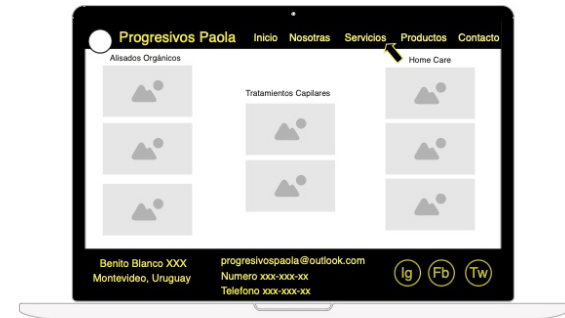 Progresivos Paola Inicio Nosotras Servicios Productos Contacto
Alisados Orgánicos
Home Care
Tratamientos Capilares
Benito Blanco XXX
Montevideo, Uruguay
progresivospaola@outlook.com
Numero xxx-xxx-xx
Telefono xxx-xxx-xx
Ig Fb Tw